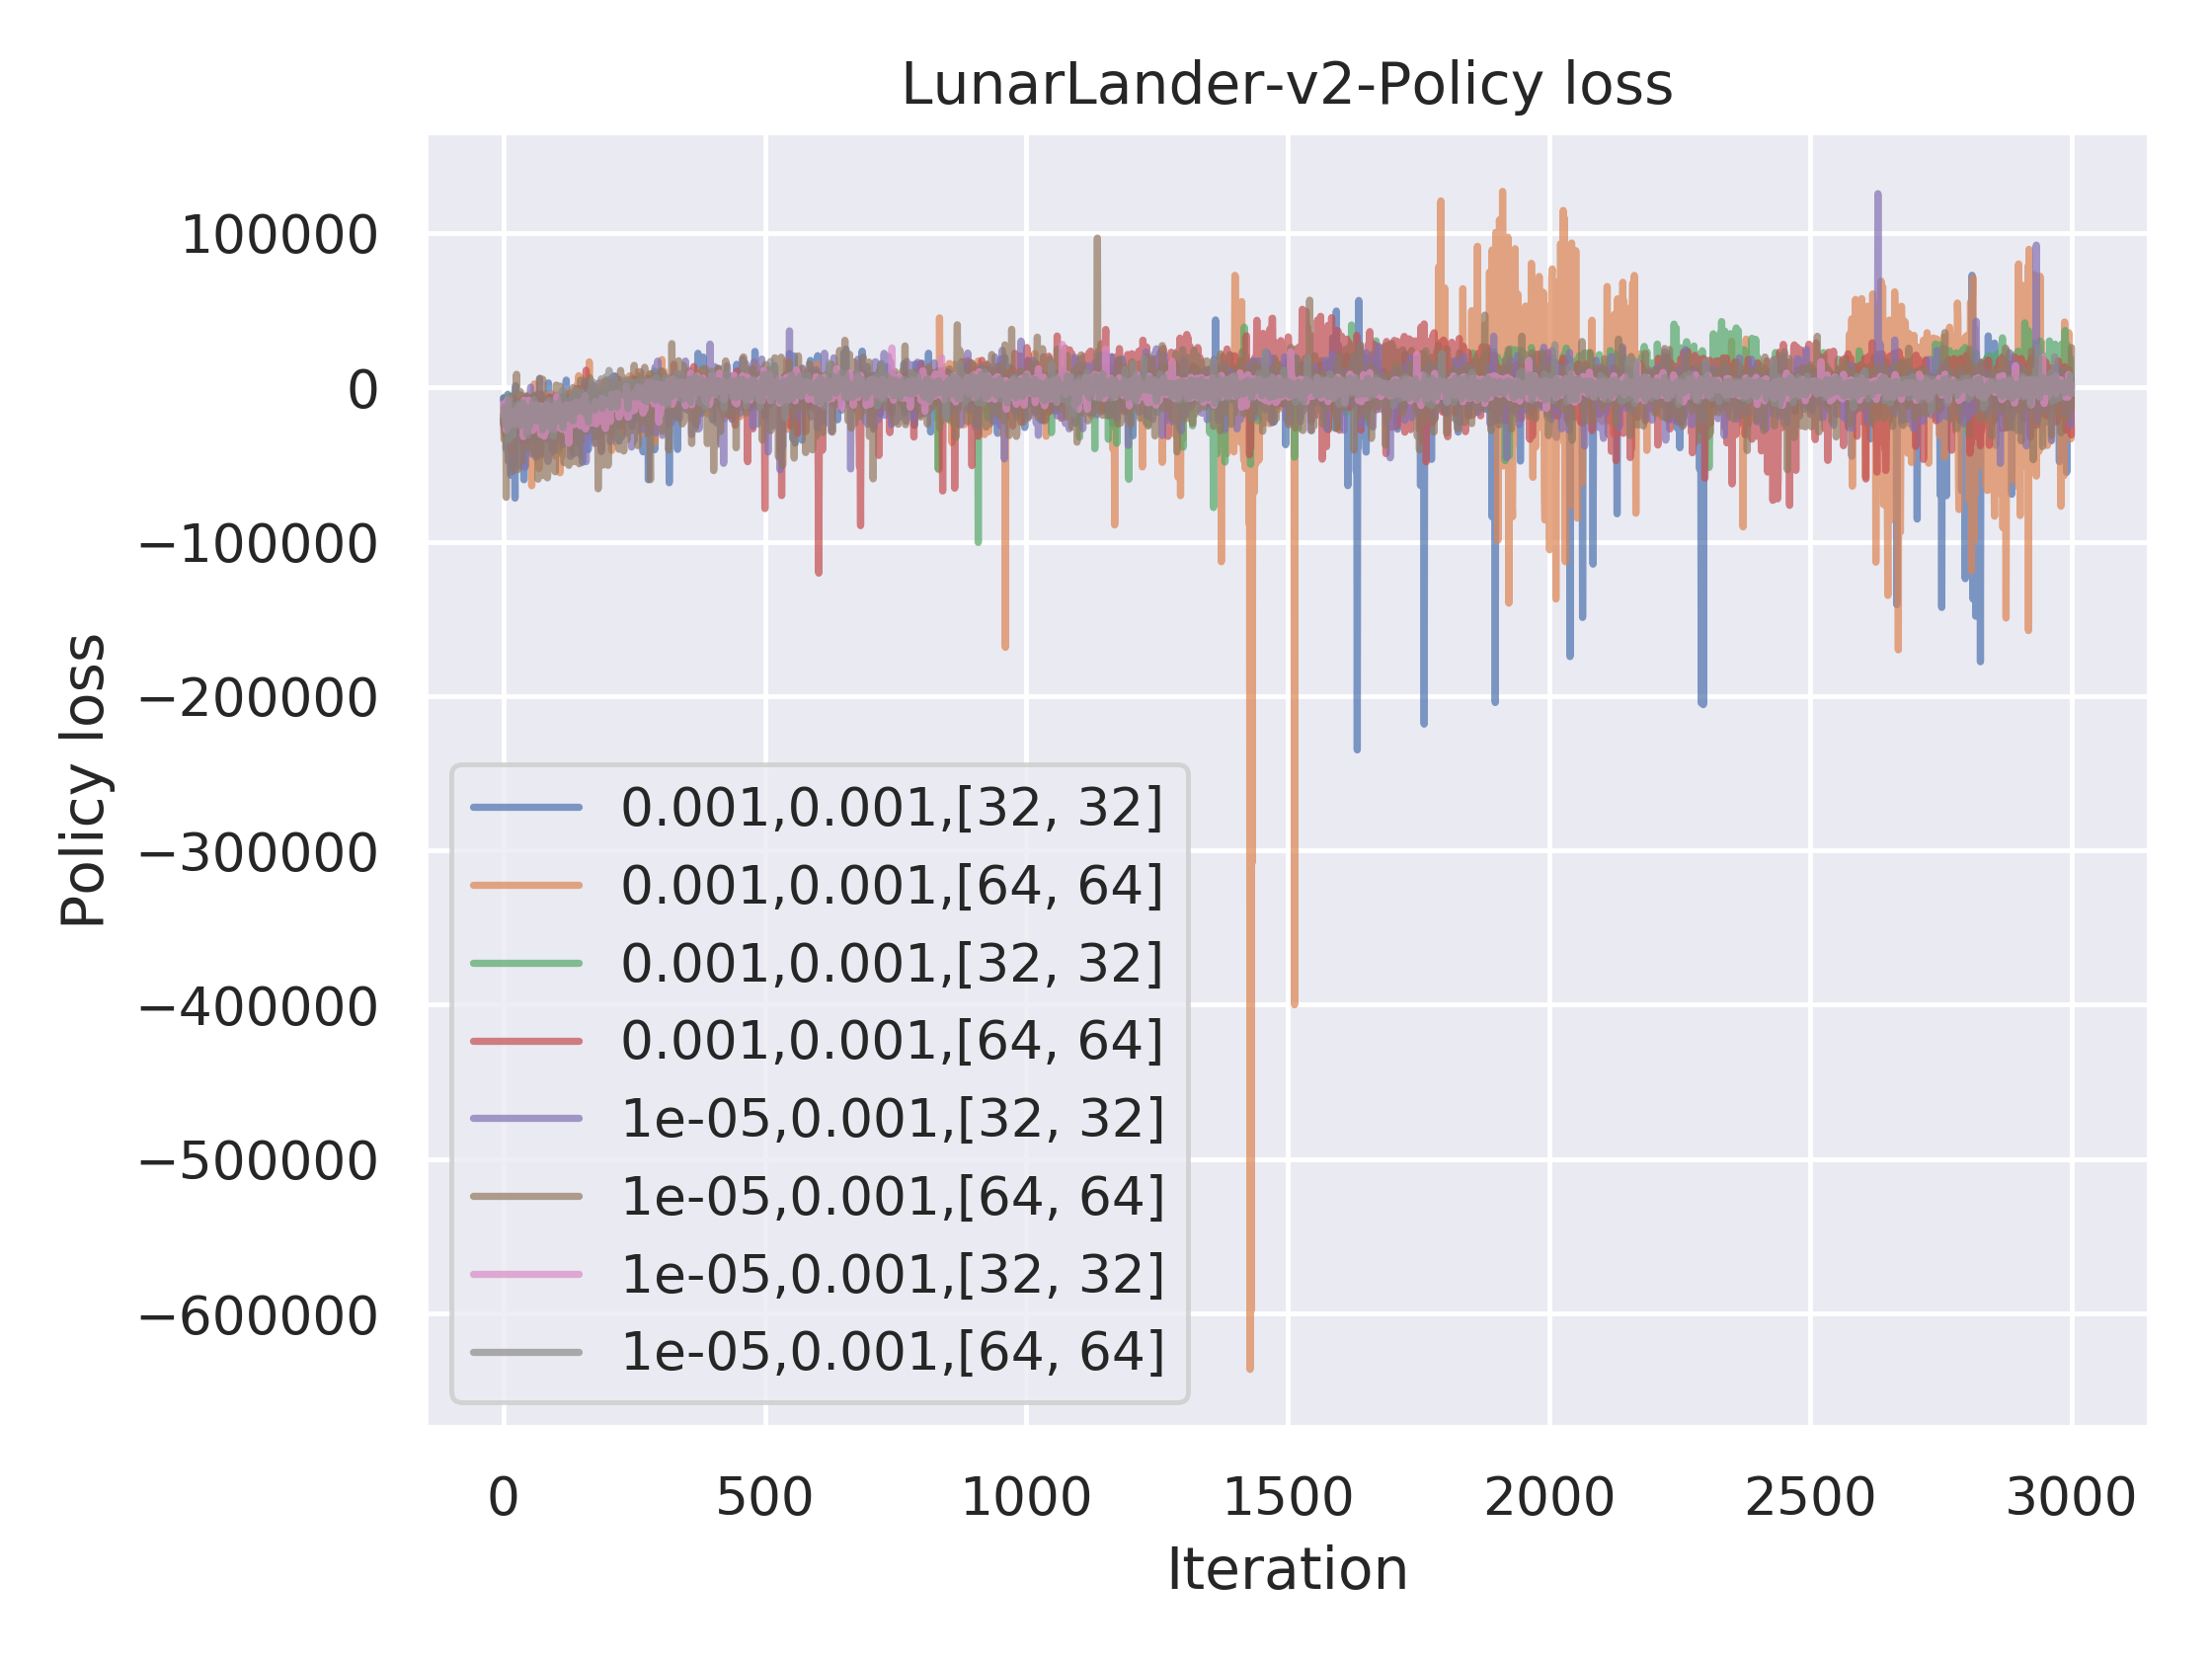 LunarLander-v2-Policy loss
100000
0
−100000
−200000
−300000
−400000
−500000
−600000
Policy loss
0.001,0.001,[32, 32]
0.001,0.001,[64, 64]
0.001,0.001,[32, 32]
0.001,0.001,[64, 64]
1e-05,0.001,[32, 32]
1e-05,0.001,[64, 64]
1e-05,0.001,[32, 32]
1e-05,0.001,[64, 64]
0 500 1000 1500 2000 2500 3000
Iteration